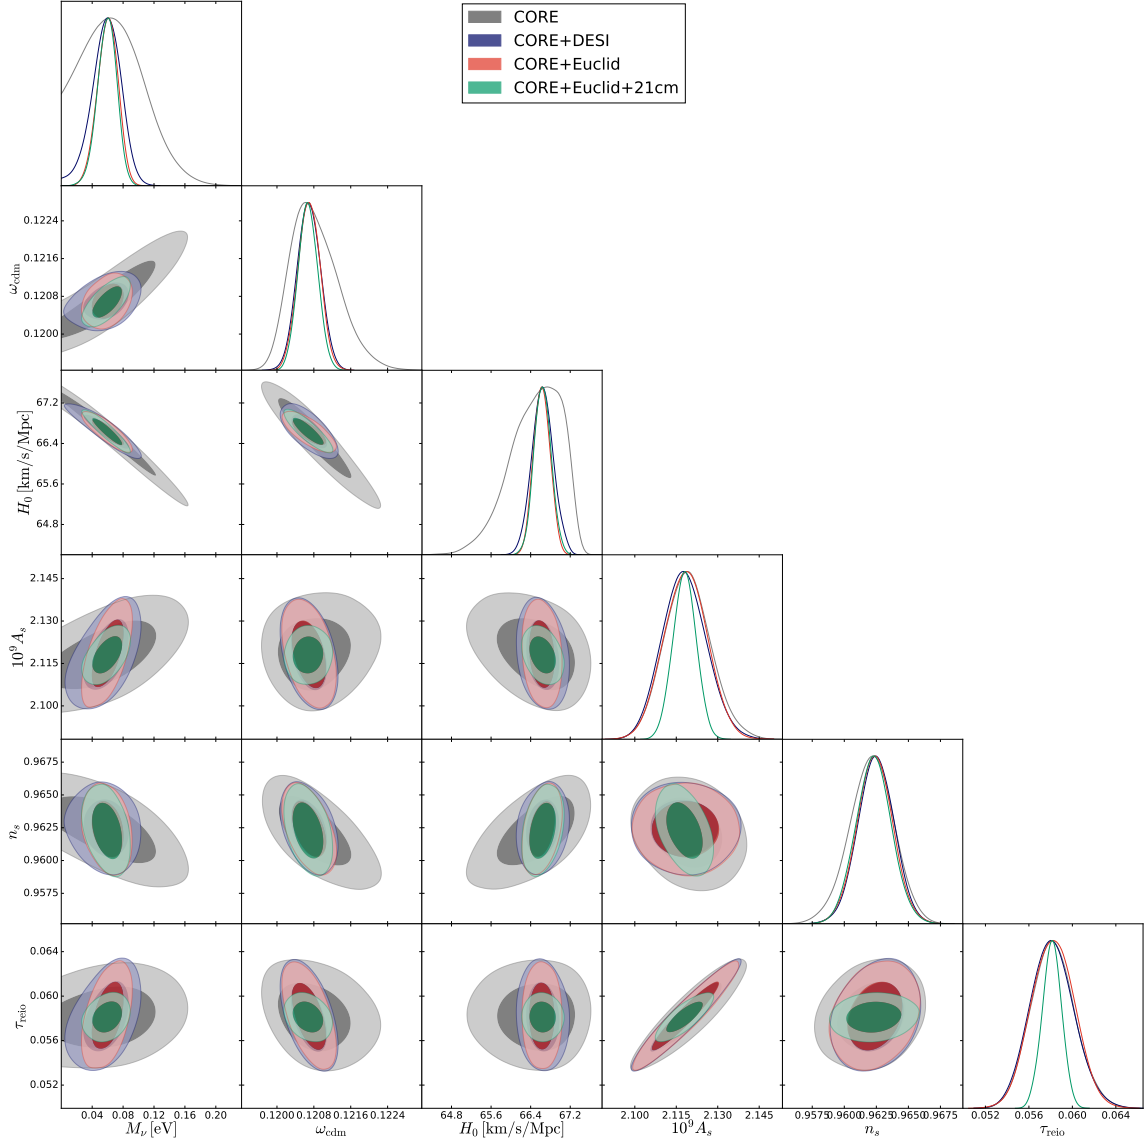 CORE
CORE+DESI
CORE+Euclid
CORE+Euclid+21cm
0.1224
0.1216
0.1208
0.1200
ω_cdm
67.2
66.4
65.6
64.8
H_0 [km/s/Mpc]
2.145
2.130
2.115
2.100
10^9 A_s
0.9675
0.9650
0.9625
0.9600
0.9575
n_s
0.064
0.060
0.056
0.052
τ_reio
0.04 0.08 0.12 0.16 0.20
M_ν [eV]
0.1200 0.1208 0.1216 0.1224
ω_cdm
64.8 65.6 66.4 67.2
H_0 [km/s/Mpc]
2.100 2.115 2.130 2.145
10^9 A_s
0.9575 0.9600 0.9625 0.9650 0.9675
n_s
0.052 0.056 0.060 0.064
τ_reio